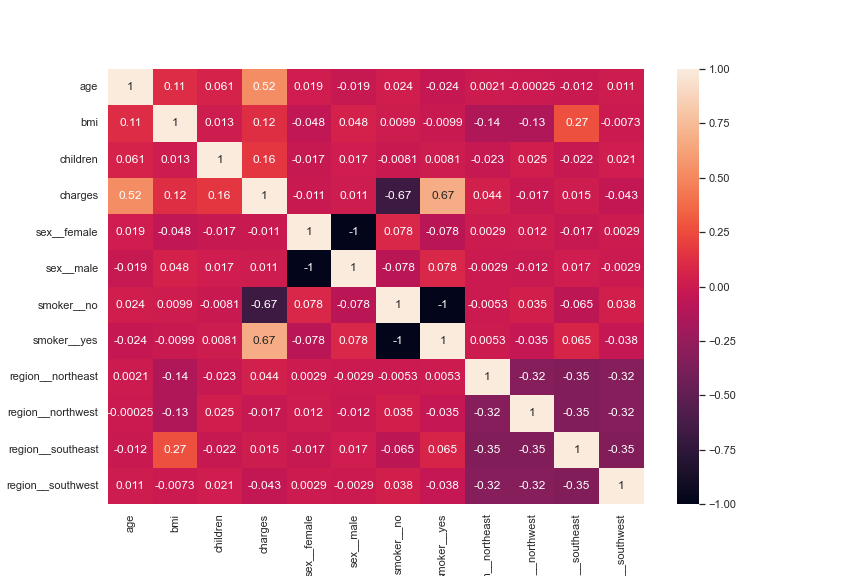 age 1 0.11 0.061 0.52 0.019 -0.019 0.024 -0.024 0.0021 -0.00025 -0.012 0.011
bmi 0.11 1 0.013 0.12 -0.048 0.048 0.0099 -0.0099 -0.14 -0.13 0.27 -0.0073
children 0.061 0.013 1 0.16 -0.017 0.017 -0.0081 0.0081 -0.023 0.025 -0.022 0.021
charges 0.52 0.12 0.16 1 -0.011 0.011 -0.67 0.67 0.044 -0.017 0.015 -0.043
sex__female 0.019 -0.048 -0.017 -0.011 1 -1 0.078 -0.078 0.0029 0.012 -0.017 0.0029
sex__male -0.019 0.048 0.017 0.011 -1 1 -0.078 0.078 -0.0029 -0.012 0.017 -0.0029
smoker__no 0.024 0.0099 -0.0081 -0.67 0.078 -0.078 1 -1 -0.0053 0.035 -0.065 0.038
smoker__yes -0.024 -0.0099 0.0081 0.67 -0.078 0.078 -1 1 0.0053 -0.035 0.065 -0.038
region__northeast 0.0021 -0.14 -0.023 0.044 0.0029 -0.0029 -0.0053 0.0053 1 -0.32 -0.35 -0.32
region__northwest -0.00025 -0.13 0.025 -0.017 0.012 -0.012 0.035 -0.035 -0.32 1 -0.35 -0.32
region__southeast -0.012 0.27 -0.022 0.015 -0.017 0.017 -0.065 0.065 -0.35 -0.35 1 -0.35
region__southwest 0.011 -0.0073 0.021 -0.043 0.0029 -0.0029 0.038 -0.038 -0.32 -0.32 -0.35 1
age
bmi
children
charges
sex__female
sex__male
smoker__no
moker__yes
n__northeast
__northwest
__southeast
__southwest
1.00
0.75
0.50
0.25
0.00
−0.25
−0.50
−0.75
−1.00